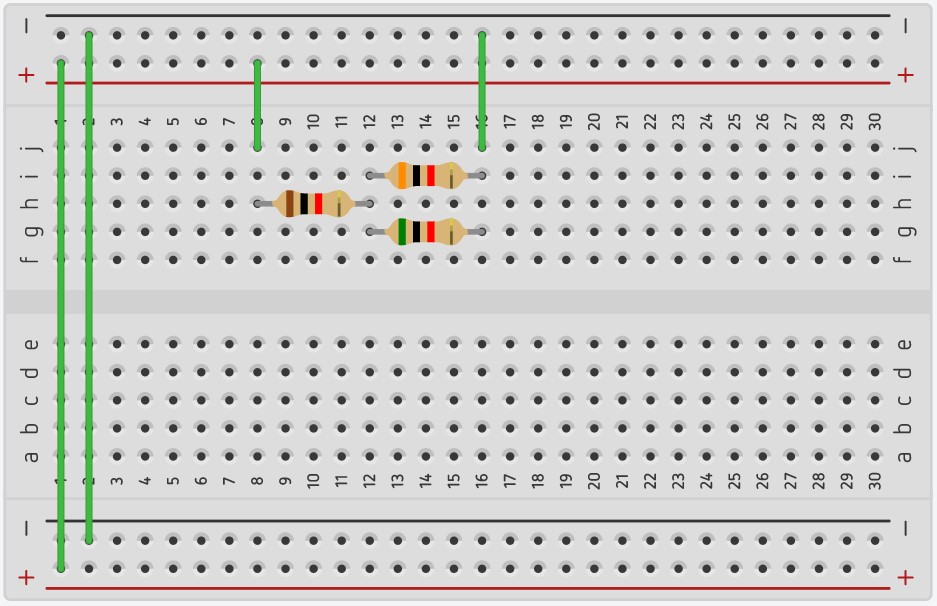 − −
+ +
1 2 3 4 5 6 7 8 9 10 11 12 13 14 15 16 17 18 19 20 21 22 23 24 25 26 27 28 29 30
j j
i i
h h
g g
f f
e e
d d
c c
b b
a a
1 2 3 4 5 6 7 8 9 10 11 12 13 14 15 16 17 18 19 20 21 22 23 24 25 26 27 28 29 30
− −
+ +